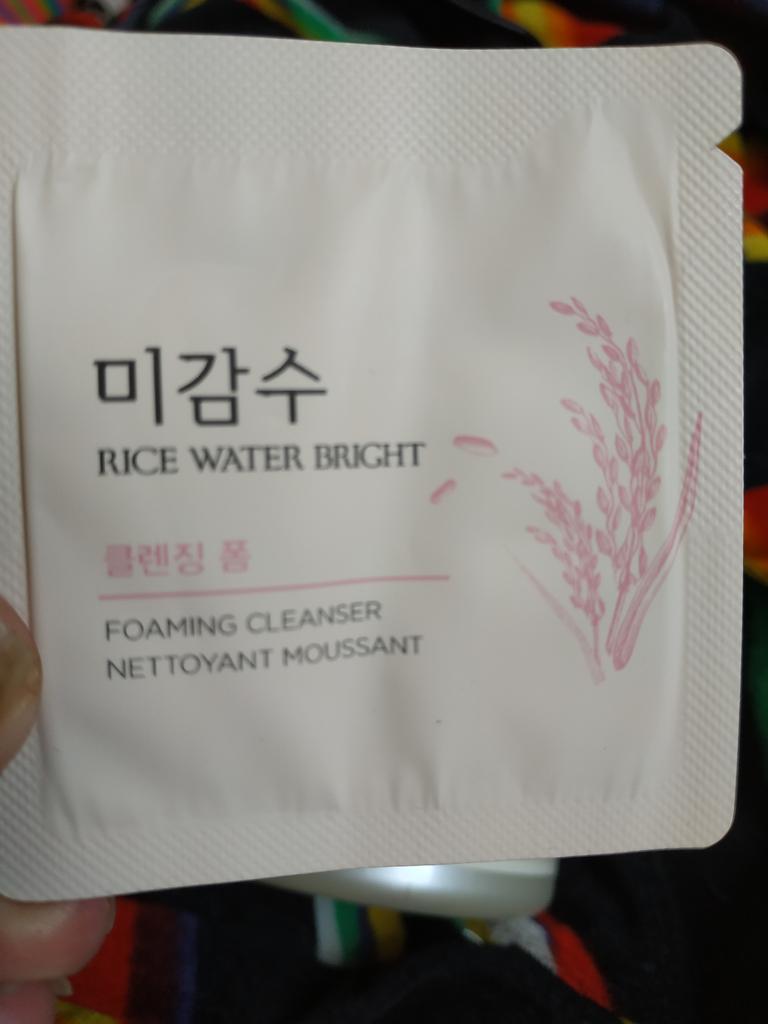 미감수
RICE WATER BRIGHT
클렌징 폼
FOAMING CLEANSER
NETTOYANT MOUSSANT